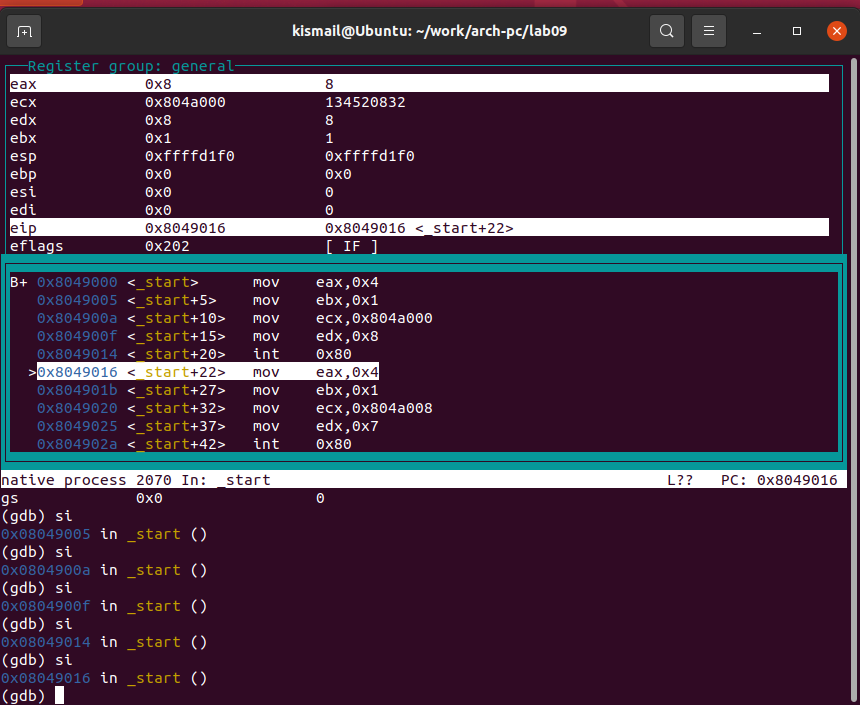 kismail@Ubuntu: ~/work/arch-pc/lab09
Register group: general
eax 0x8 8
ecx 0x804a000 134520832
edx 0x8 8
ebx 0x1 1
esp 0xffffd1f0 0xffffd1f0
ebp 0x0 0x0
esi 0x0 0
edi 0x0 0
eip 0x8049016 0x8049016 <_start+22>
eflags 0x202 [ IF ]
B+ 0x8049000 <_start> mov eax,0x4
0x8049005 <_start+5> mov ebx,0x1
0x804900a <_start+10> mov ecx,0x804a000
0x804900f <_start+15> mov edx,0x8
0x8049014 <_start+20> int 0x80
>0x8049016 <_start+22> mov eax,0x4
0x804901b <_start+27> mov ebx,0x1
0x8049020 <_start+32> mov ecx,0x804a008
0x8049025 <_start+37> mov edx,0x7
0x804902a <_start+42> int 0x80
native process 2070 In: _start L?? PC: 0x8049016
gs 0x0 0
(gdb) si
0x08049005 in _start ()
(gdb) si
0x0804900a in _start ()
(gdb) si
0x0804900f in _start ()
(gdb) si
0x08049014 in _start ()
(gdb) si
0x08049016 in _start ()
(gdb)